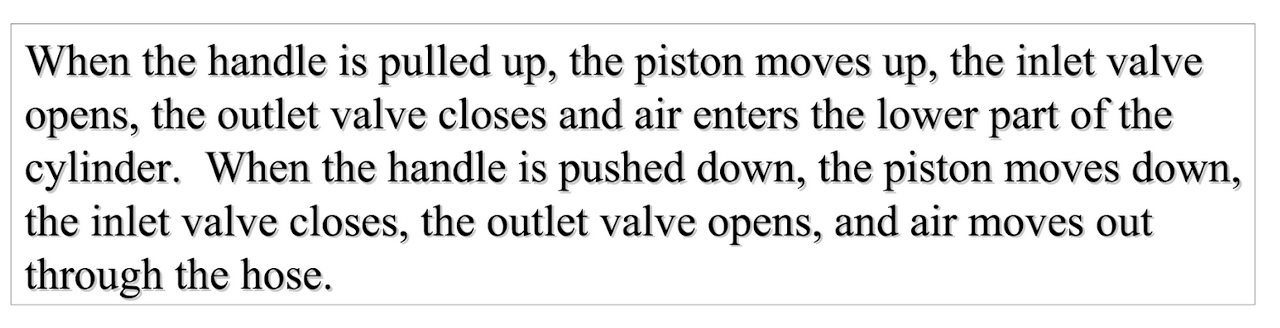 When the handle is pulled up, the piston moves up, the inlet valve
opens, the outlet valve closes and air enters the lower part of the
cylinder.  When the handle is pushed down, the piston moves down,
the inlet valve closes, the outlet valve opens, and air moves out
through the hose.